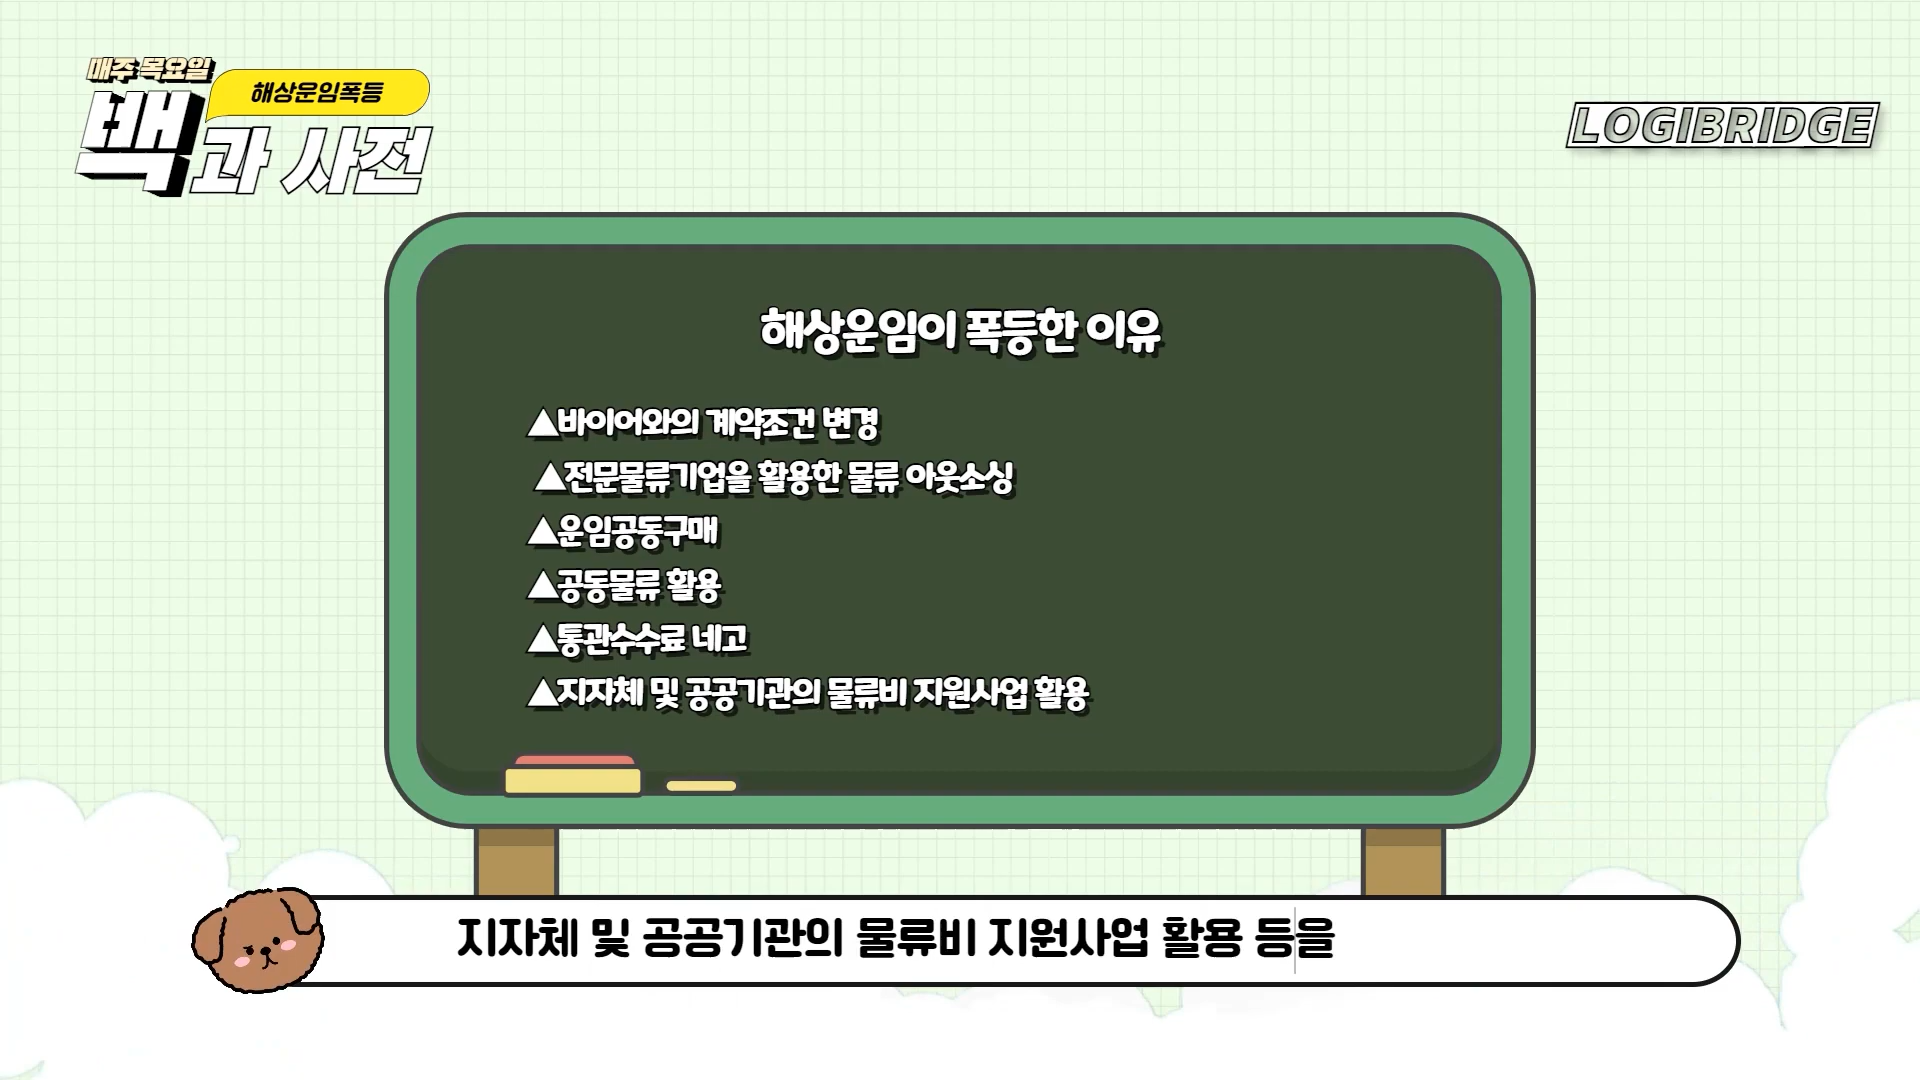 매주 목요일
해상운임폭등
백과 사전
LOGIBRIDGE
해상운임이 폭등한 이유
▲바이어와의 계약조건 변경
▲전문물류기업을 활용한 물류 아웃소싱
▲운임공동구매
▲공동물류 활용
▲통관수수료 네고
▲지자체 및 공공기관의 물류비 지원사업 활용
지자체 및 공공기관의 물류비 지원사업 활용 등을